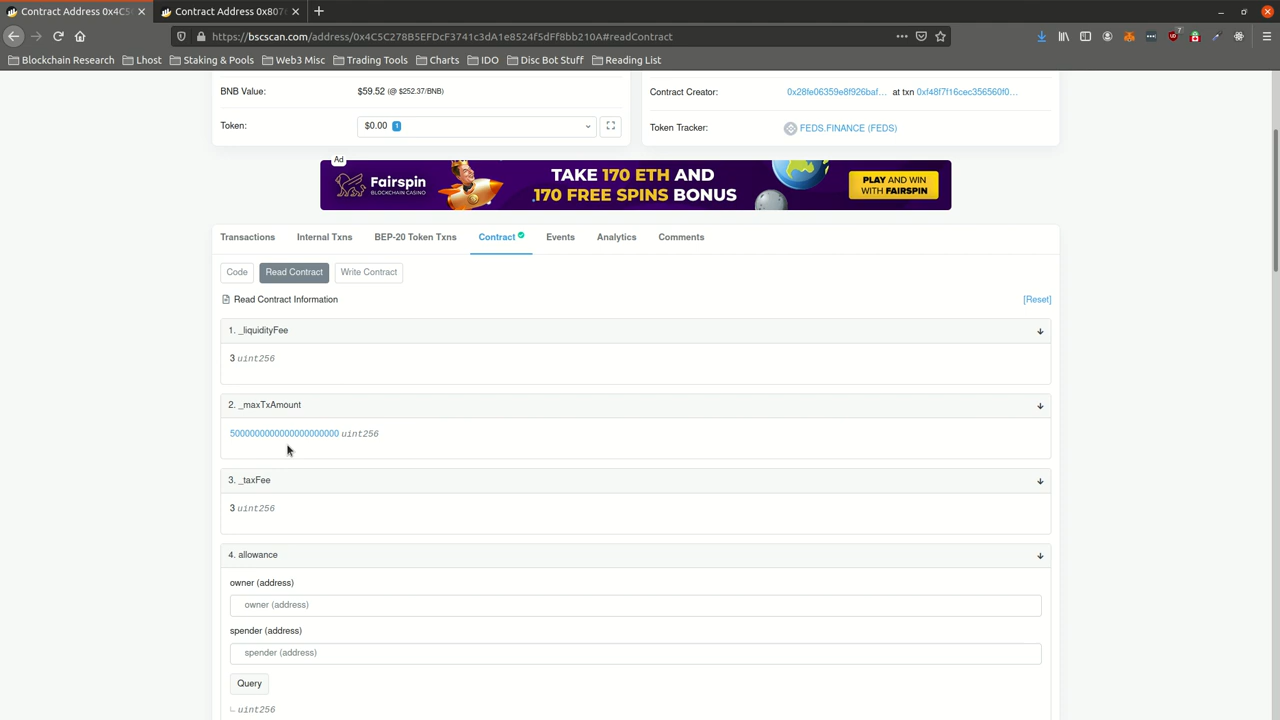 Contract Address 0x4C5C
Contract Address 0x807
https://bscscan.com/address/0x4C5C278B5EFDcF3741c3dA1e8524f5dFf8bb210A#readContract
7
Blockchain Research
Lhost
Staking & Pools
Web3 Misc
Trading Tools
Charts
IDO
Disc Bot Stuff
Reading List
BNB Value:
$59.52 (@ $252.37/BNB)
Contract Creator:
0x28fe06359e8f926baf... at txn 0xf48f7f16cec356560f0...
Token:
$0.00 1
Token Tracker:
FEDS.FINANCE (FEDS)
Ad
Fairspin
BLOCKCHAIN CASINO
TAKE 170 ETH AND
170 FREE SPINS BONUS
PLAY AND WIN
WITH FAIRSPIN
Transactions
Internal Txns
BEP-20 Token Txns
Contract
Events
Analytics
Comments
Code
Read Contract
Write Contract
Read Contract Information
[Reset]
1. _liquidityFee
3 uint256
2. _maxTxAmount
5000000000000000000000 uint256
3. _taxFee
3 uint256
4. allowance
owner (address)
owner (address)
spender (address)
spender (address)
Query
uint256